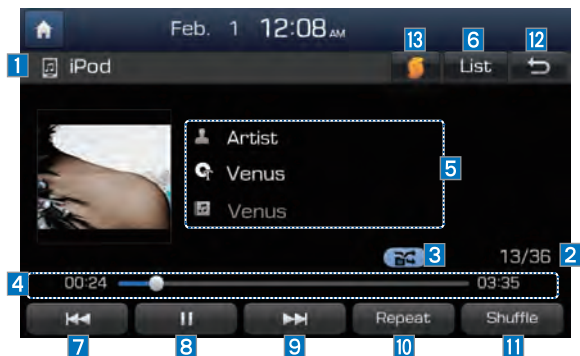 Feb. 1 12:08 AM
13 6 12
1 iPod List
Artist
Venus 5
Venus
3 13/36 2
4 00:24 03:35
Repeat Shuffle
7 8 9 10 11